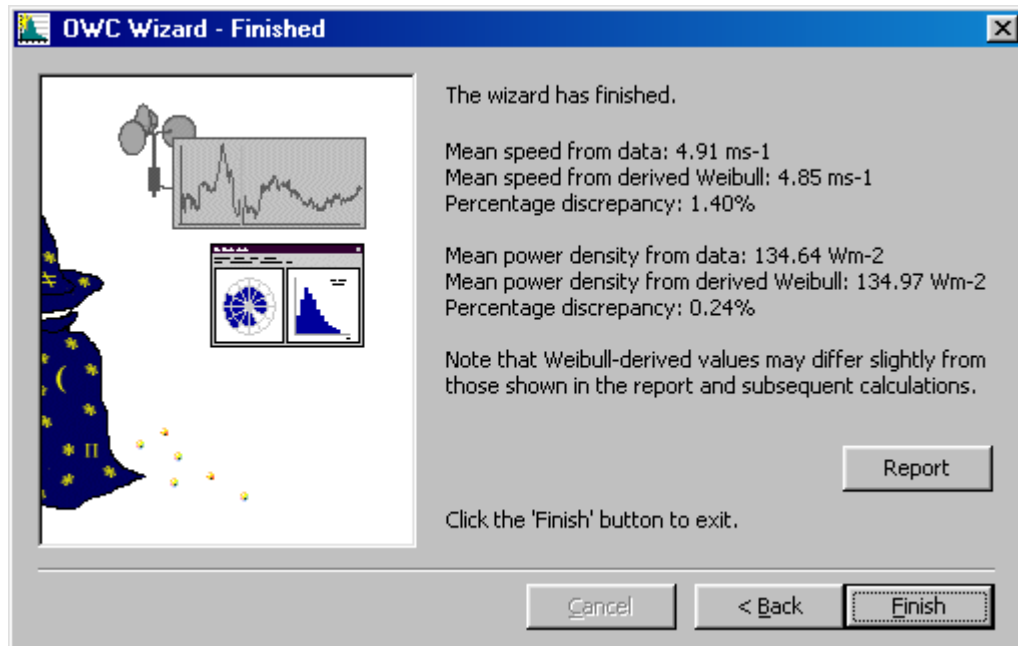 OWC Wizard - Finished
The wizard has finished.
Mean speed from data: 4.91 ms-1
Mean speed from derived Weibull: 4.85 ms-1
Percentage discrepancy: 1.40%
Mean power density from data: 134.64 Wm-2
Mean power density from derived Weibull: 134.97 Wm-2
Percentage discrepancy: 0.24%
Note that Weibull-derived values may differ slightly from
those shown in the report and subsequent calculations.
Report
Click the 'Finish' button to exit.
Cancel
< Back
Finish